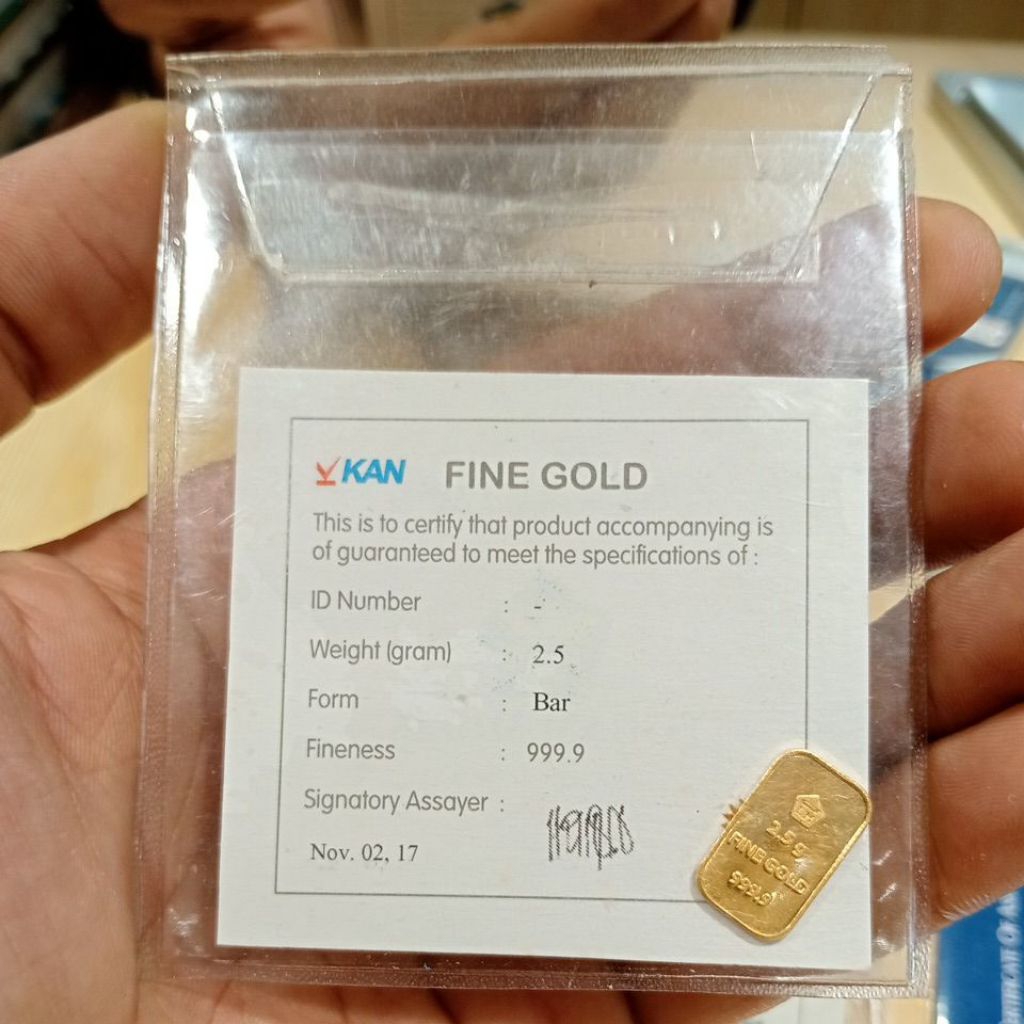 KAN FINE GOLD
This is to certify that product accompanying is
of guaranteed to meet the specifications of :
ID Number : -
Weight (gram) : 2.5
Form : Bar
Fineness : 999.9
Signatory Assayer :
Nov. 02, 17
2.5 g
FINE GOLD
999.9